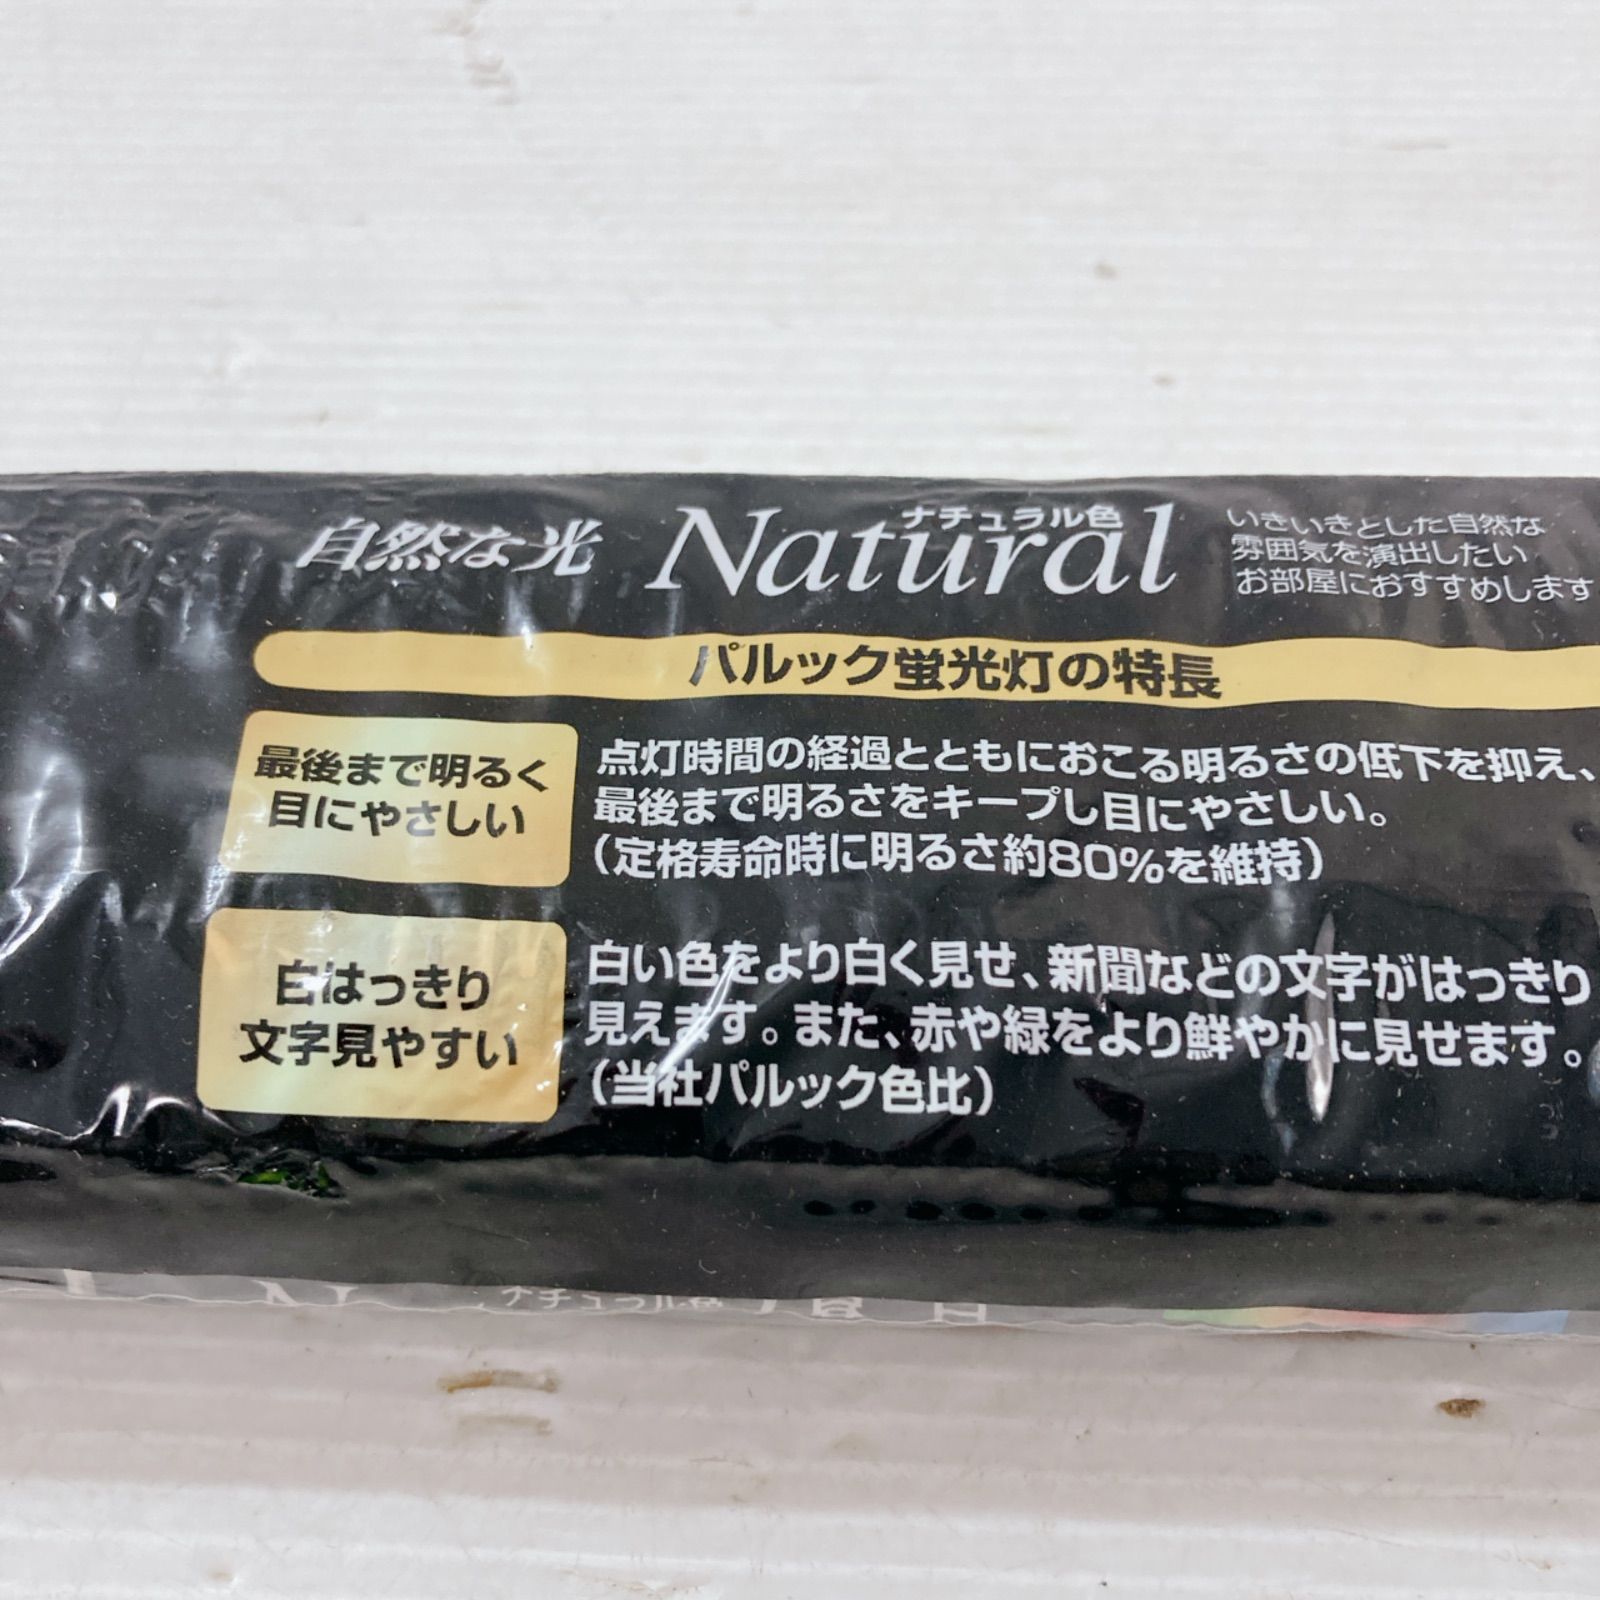 自然な光 Natural
ナチュラル色
いきいきとした自然な
雰囲気を演出したい
お部屋におすすめします
パルック蛍光灯の特長
最後まで明るく
目にやさしい
点灯時間の経過とともにおこる明るさの低下を抑え、
最後まで明るさをキープし目にやさしい。
(定格寿命時に明るさ約80%を維持)
白はっきり
文字見やすい
白い色をより白く見せ、新聞などの文字がはっきり
見えます。また、赤や緑をより鮮やかに見せます。
(当社パルック色比)
ナチュラル色